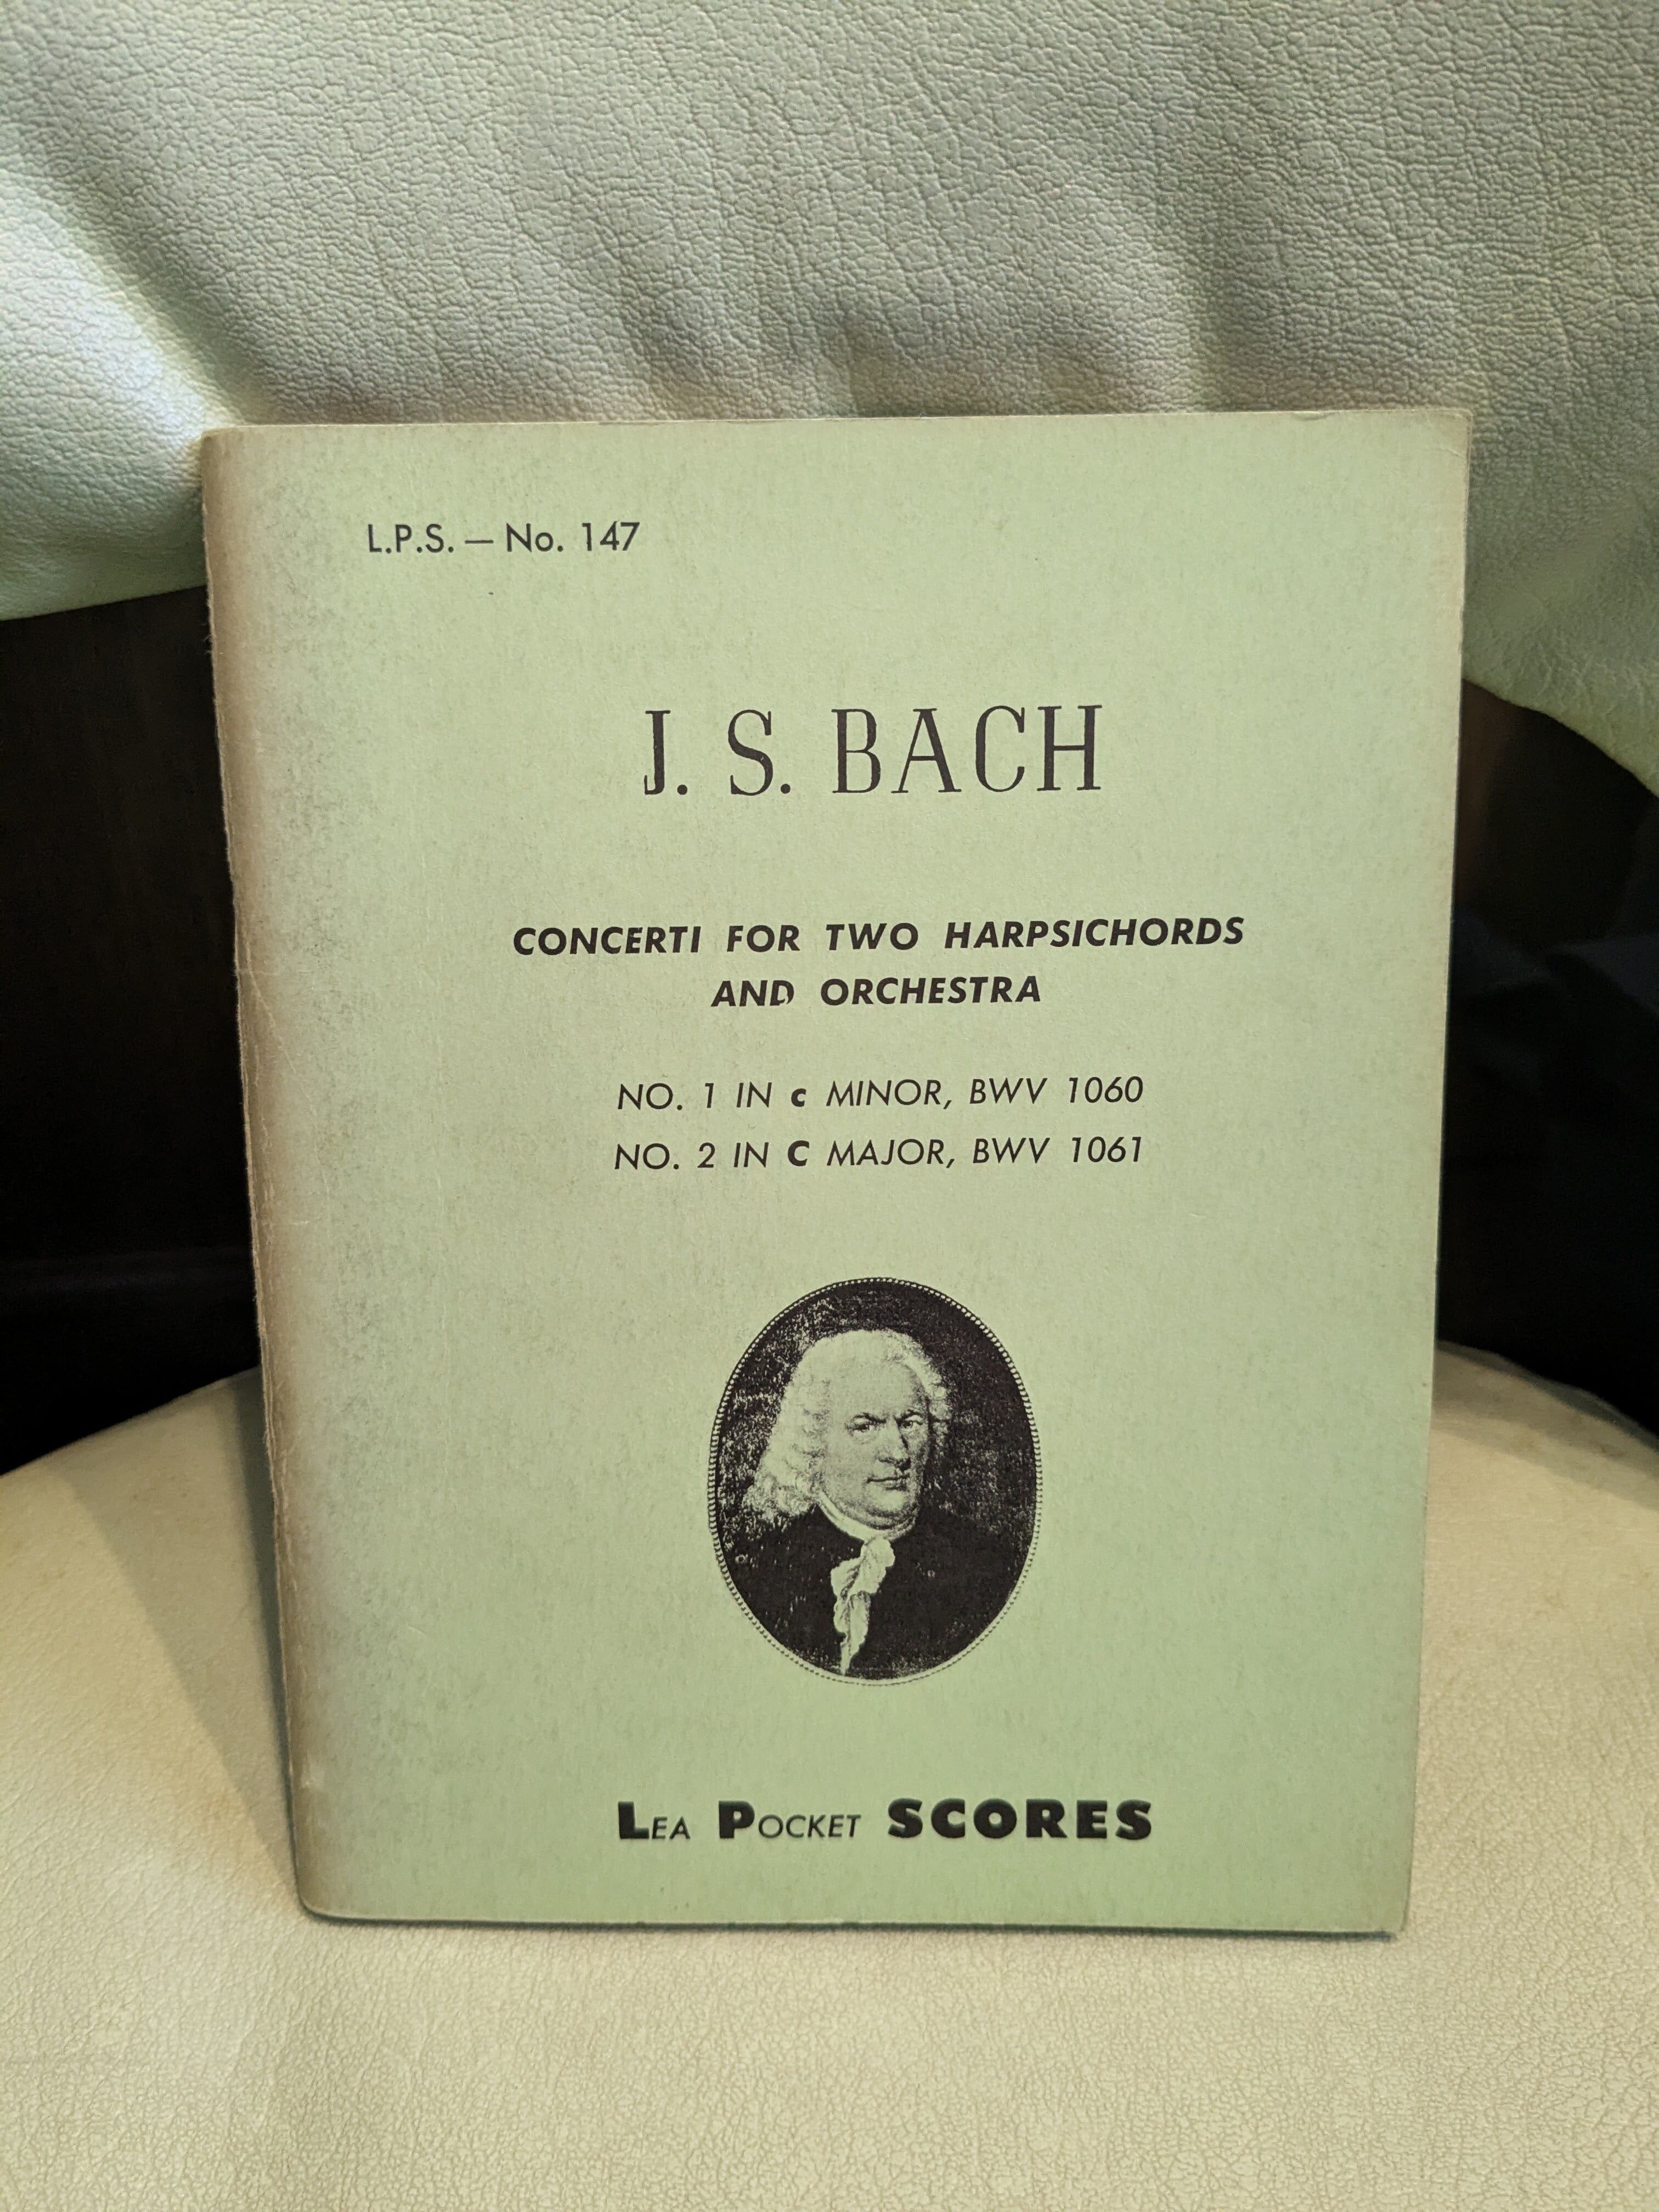 L.P.S. — No. 147
J. S. BACH
CONCERTI FOR TWO HARPSICHORDS
AND ORCHESTRA
NO. 1 IN c MINOR, BWV 1060
NO. 2 IN C MAJOR, BWV 1061
LEA POCKET SCORES